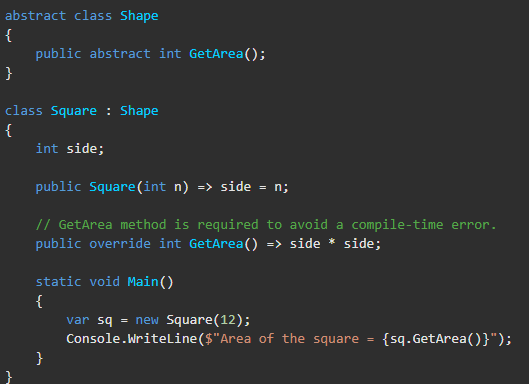 abstract class Shape
{
    public abstract int GetArea();
}

class Square : Shape
{
    int side;

    public Square(int n) => side = n;

    // GetArea method is required to avoid a compile-time error.
    public override int GetArea() => side * side;

    static void Main()
    {
        var sq = new Square(12);
        Console.WriteLine($"Area of the square = {sq.GetArea()}");
    }
}